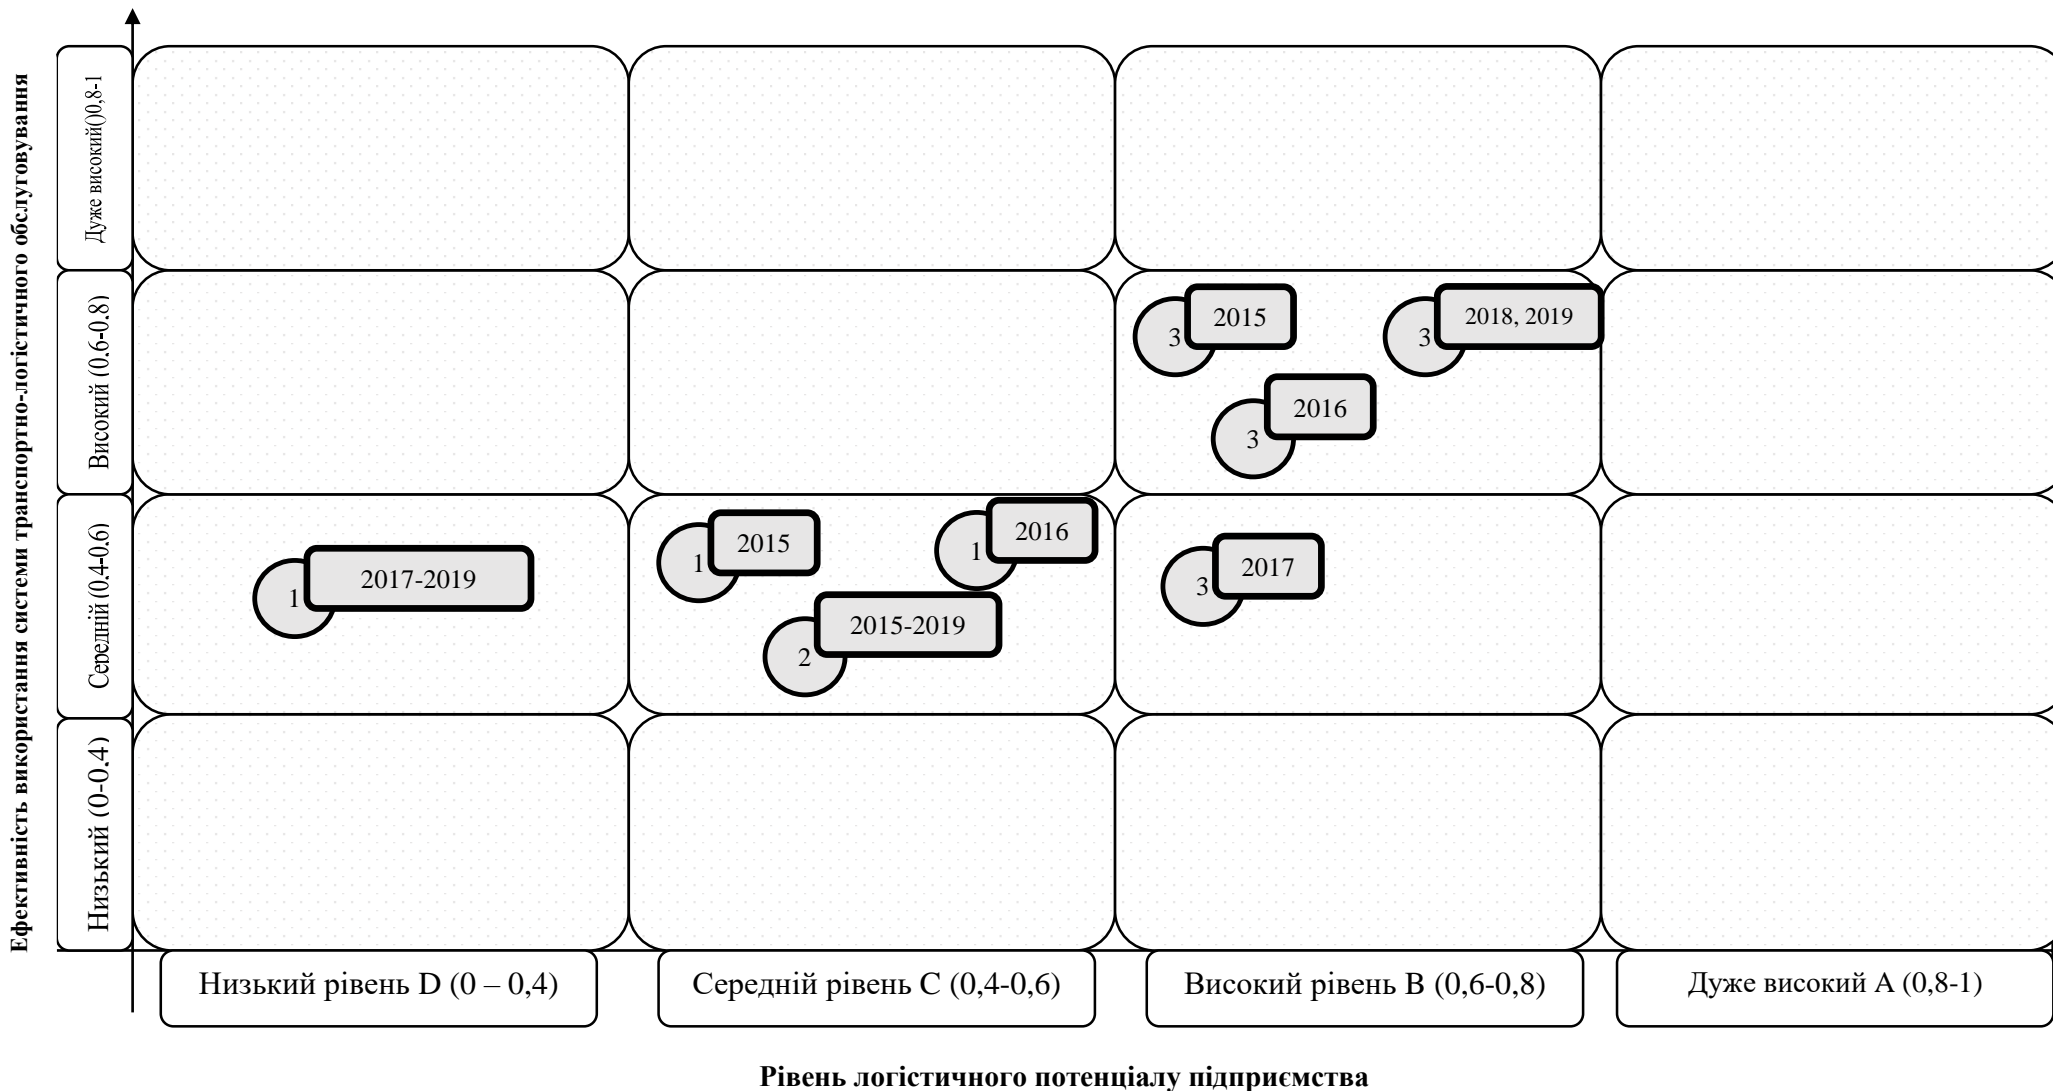 Ефективність використання системи транспортно-логістичного обслуговування
Дуже високий()0,8-1
Високий (0.6-0.8)
3
2015
3
2018, 2019
3
2016
Середній (0.4-0.6)
1
2017-2019
1
2015
1
2016
2
2015-2019
3
2017
Низький (0-0.4)
Низький рівень D (0 – 0,4)
Середній рівень С (0,4-0,6)
Високий рівень В (0,6-0,8)
Дуже високий А (0,8-1)
Рівень логістичного потенціалу підприємства